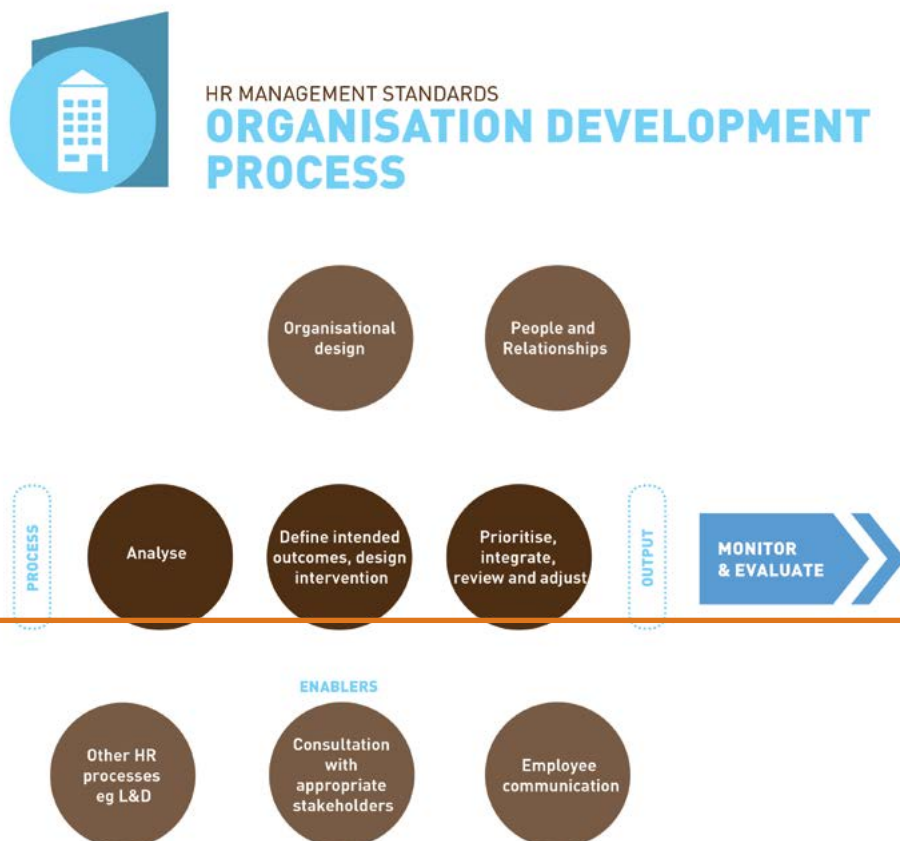 HR MANAGEMENT STANDARDS
ORGANISATION DEVELOPMENT
PROCESS
Organisational
design
People and
Relationships
PROCESS
Analyse
Define intended
outcomes, design
intervention
Prioritise,
integrate,
review and adjust
OUTPUT
MONITOR
& EVALUATE
ENABLERS
Other HR
processes
eg L&D
Consultation
with
appropriate
stakeholders
Employee
communication